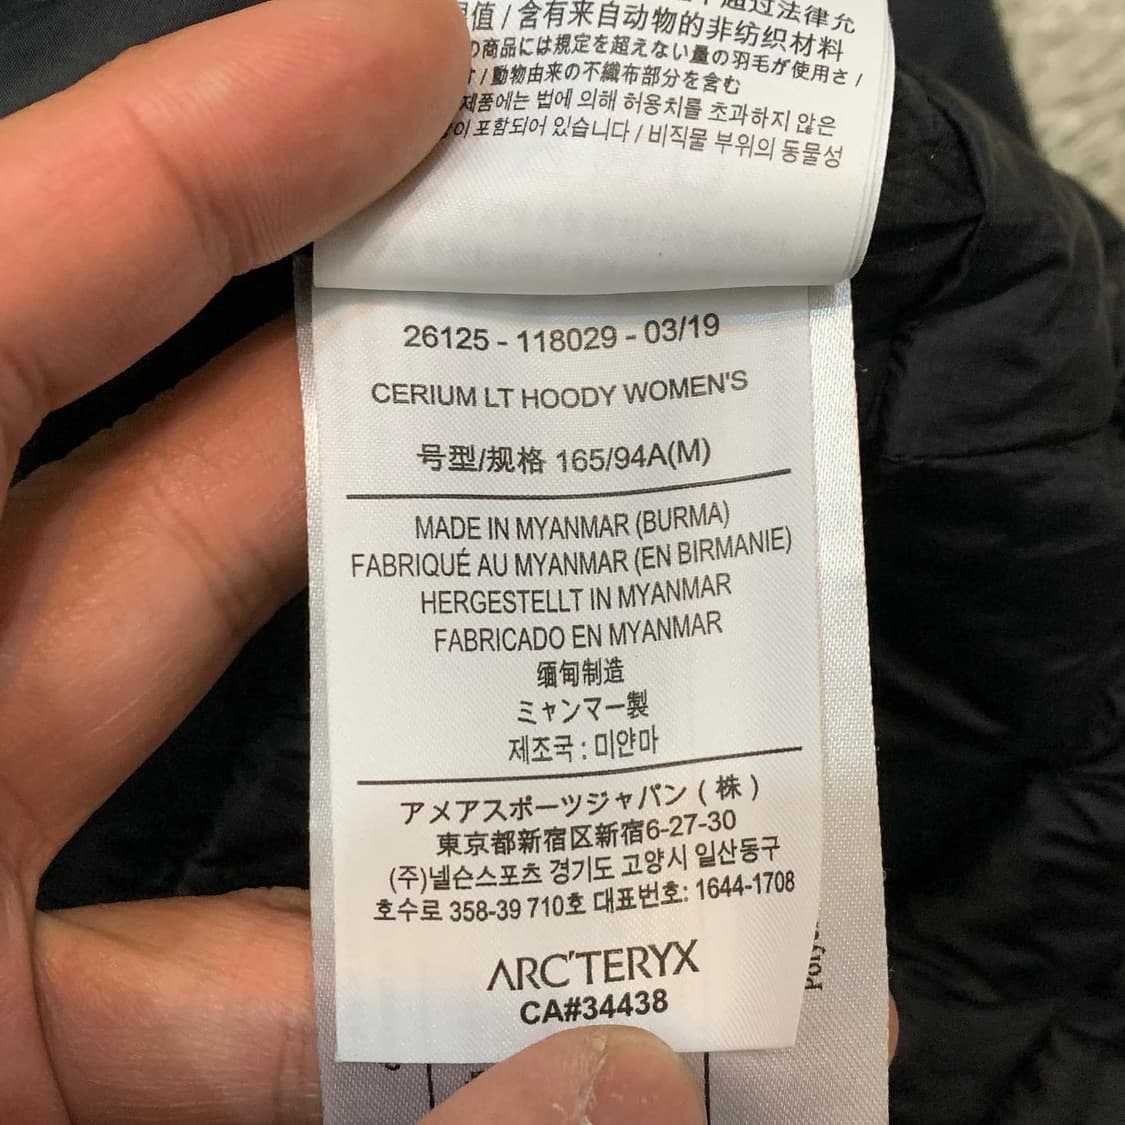 超过法律允
值 / 含有来自动物的非纺织材料
商品には規定を超えない量の羽毛が使用さ /
/ 動物由来の不織布部分を含む
제품에는 법에 의해 허용치를 초과하지 않은
이 포함되어 있습니다 / 비직물 부위의 동물성
26125 - 118029 - 03/19
CERIUM LT HOODY WOMEN'S
号型/规格 165/94A(M)
MADE IN MYANMAR (BURMA)
FABRIQUÉ AU MYANMAR (EN BIRMANIE)
HERGESTELLT IN MYANMAR
FABRICADO EN MYANMAR
缅甸制造
ミャンマー製
제조국 : 미얀마
アメアスポーツジャパン ( 株 )
東京都新宿区新宿6-27-30
(주)넬슨스포츠 경기도 고양시 일산동구
호수로 358-39 710호 대표번호: 1644-1708
ARC'TERYX
CA#34438